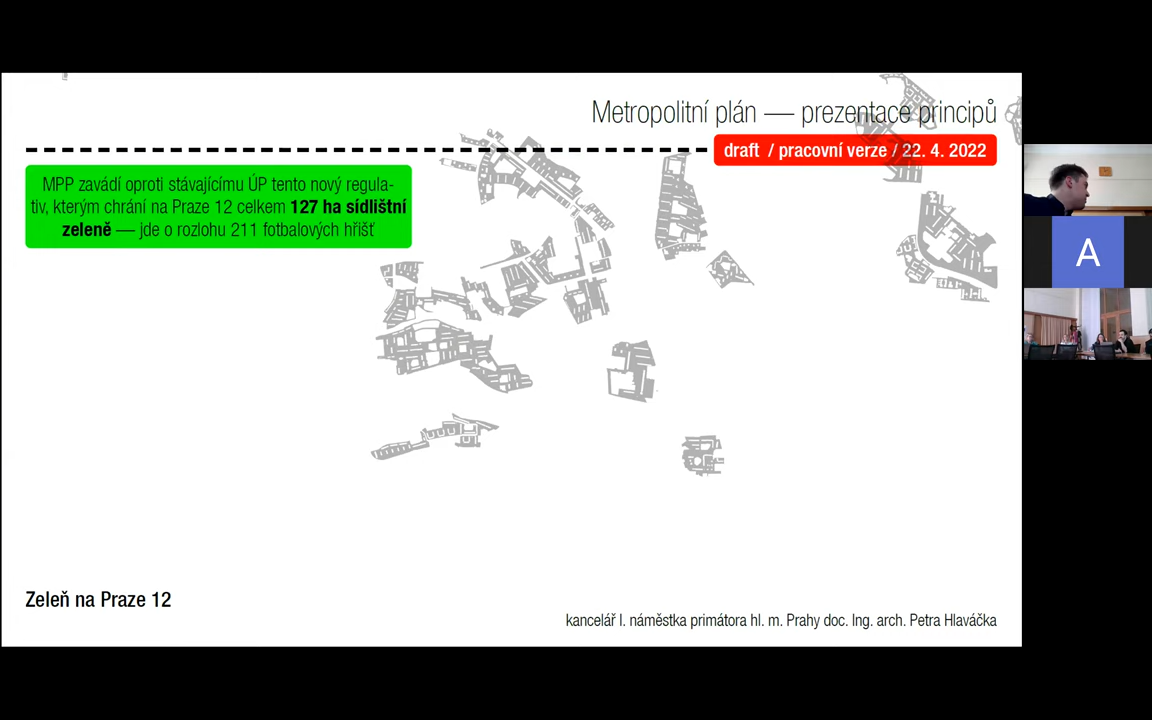 Metropolitní plán — prezentace principů
draft / pracovní verze / 22. 4. 2022
MPP zavádí oproti stávajícímu ÚP tento nový regula-
tiv, kterým chrání na Praze 12 celkem 127 ha sídlištní
zeleně — jde o rozlohu 211 fotbalových hřišť
A
Zeleň na Praze 12
kancelář I. náměstka primátora hl. m. Prahy doc. Ing. arch. Petra Hlaváčka